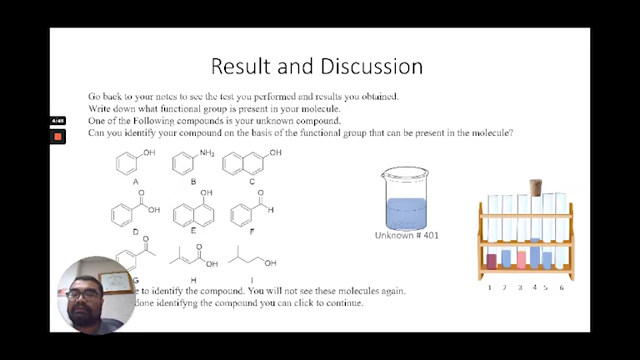 Result and Discussion
Go back to your notes to see the test you performed and results you obtained.
Write down what functional group is present in your molecule.
4:45
One of the Following compounds is your unknown compound.
Can you identify your compound on the basis of the functional group that can be present in the molecule?
OH NH2 OH
A B C
O OH O
OH H
D E F
Unknown # 401
O O
OH OH
G H I
1 2 3 4 5 6
e to identify the compound. You will not see these molecules again.
done identifyng the compound you can click to continue.